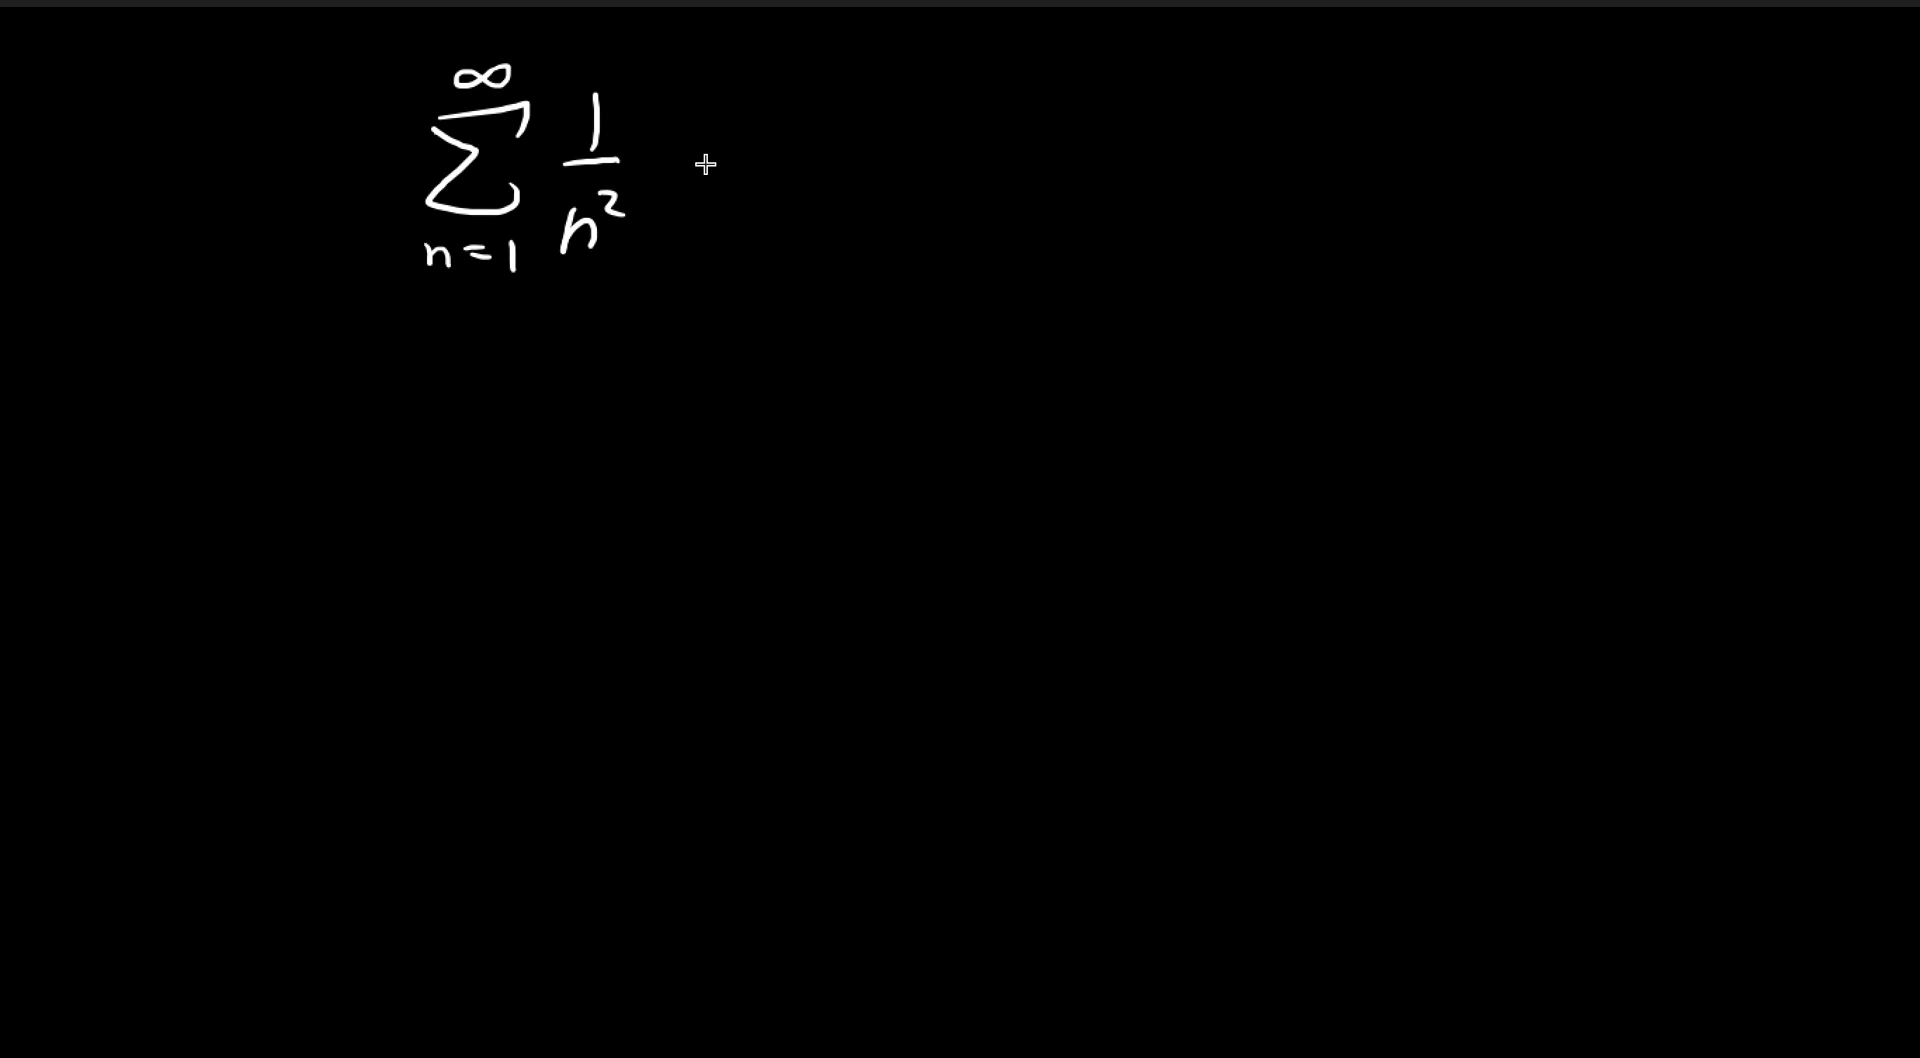 ∞
∑ 1/n²
n=1